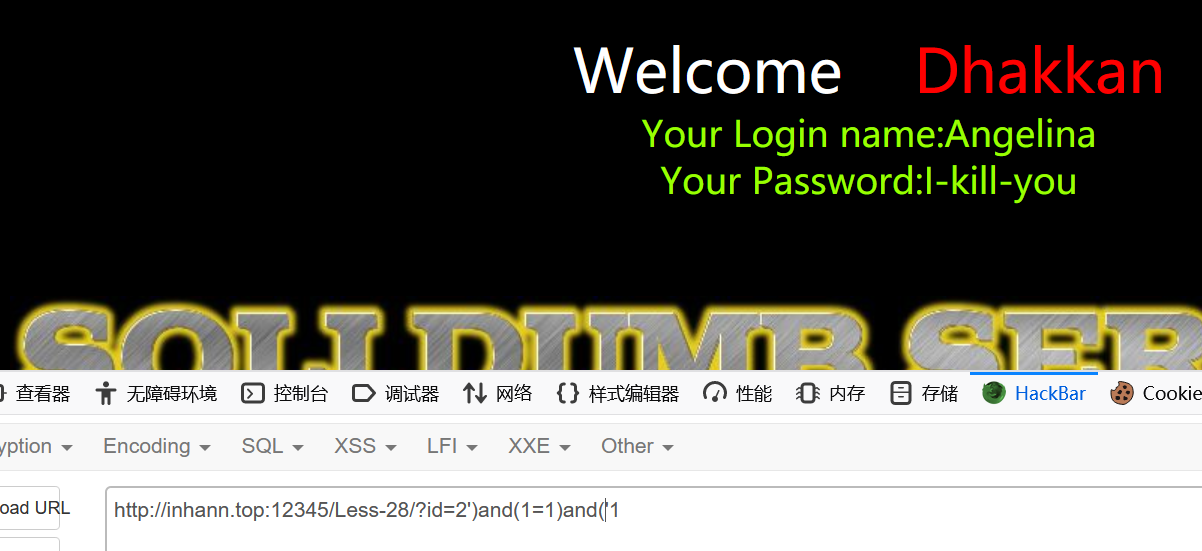 Welcome Dhakkan
Your Login name:Angelina
Your Password:I-kill-you
SQLI DUMB SER
查看器 无障碍环境 控制台 调试器 网络 样式编辑器 性能 内存 存储 HackBar Cookie
yption Encoding SQL XSS LFI XXE Other
oad URL
http://inhann.top:12345/Less-28/?id=2')and(1=1)and('1